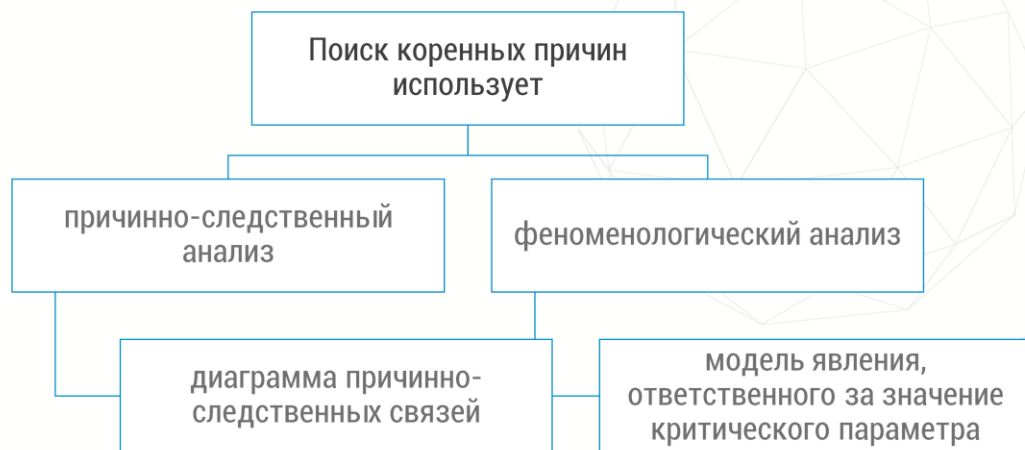 Поиск коренных причин
использует
причинно-следственный
анализ
феноменологический анализ
диаграмма причинно-
следственных связей
модель явления,
ответственного за значение
критического параметра